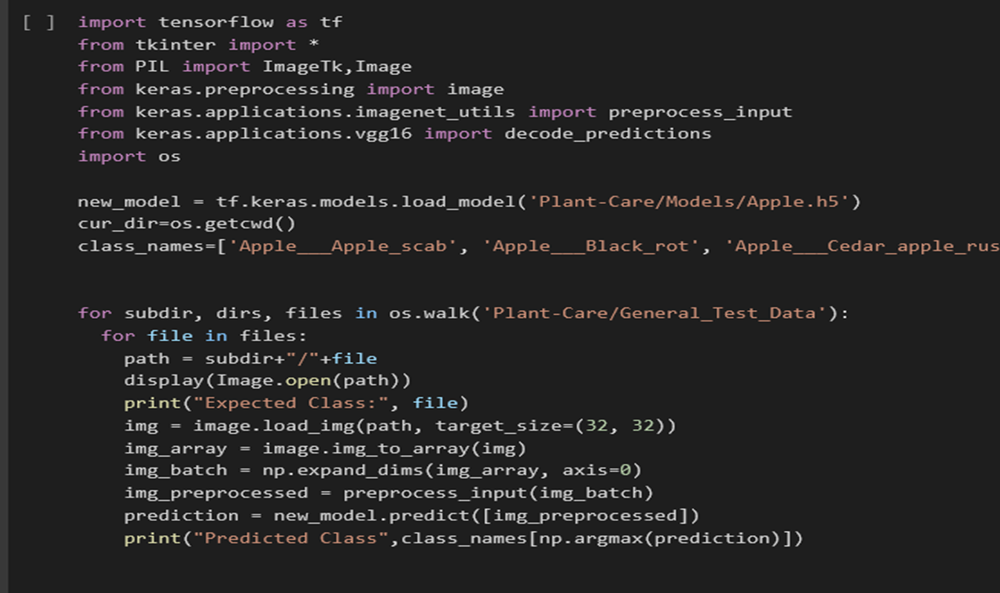 [ ] import tensorflow as tf
from tkinter import *
from PIL import ImageTk,Image
from keras.preprocessing import image
from keras.applications.imagenet_utils import preprocess_input
from keras.applications.vgg16 import decode_predictions
import os
new_model = tf.keras.models.load_model('Plant-Care/Models/Apple.h5')
cur_dir=os.getcwd()
class_names=['Apple___Apple_scab', 'Apple___Black_rot', 'Apple___Cedar_apple_rus
for subdir, dirs, files in os.walk('Plant-Care/General_Test_Data'):
for file in files:
path = subdir+"/"+file
display(Image.open(path))
print("Expected Class:", file)
img = image.load_img(path, target_size=(32, 32))
img_array = image.img_to_array(img)
img_batch = np.expand_dims(img_array, axis=0)
img_preprocessed = preprocess_input(img_batch)
prediction = new_model.predict([img_preprocessed])
print("Predicted Class",class_names[np.argmax(prediction)])